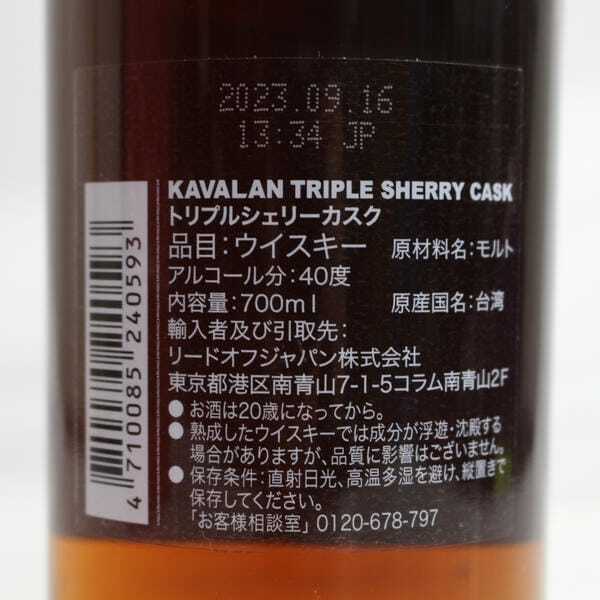 2023.09.16
13:34 JP
KAVALAN TRIPLE SHERRY CASK
トリプルシェリーカスク
品目:ウイスキー 原材料名:モルト
アルコール分:40度
内容量:700ml 原産国名:台湾
輸入者及び引取先:
リードオフジャパン株式会社
東京都港区南青山7-1-5コラム南青山2F
●お酒は20歳になってから。
●熟成したウイスキーでは成分が浮遊・沈殿する
場合がありますが、品質に影響はございません。
●保存条件:直射日光、高温多湿を避け、縦置きで
保存してください。
「お客様相談室」0120-678-797
4710085240593